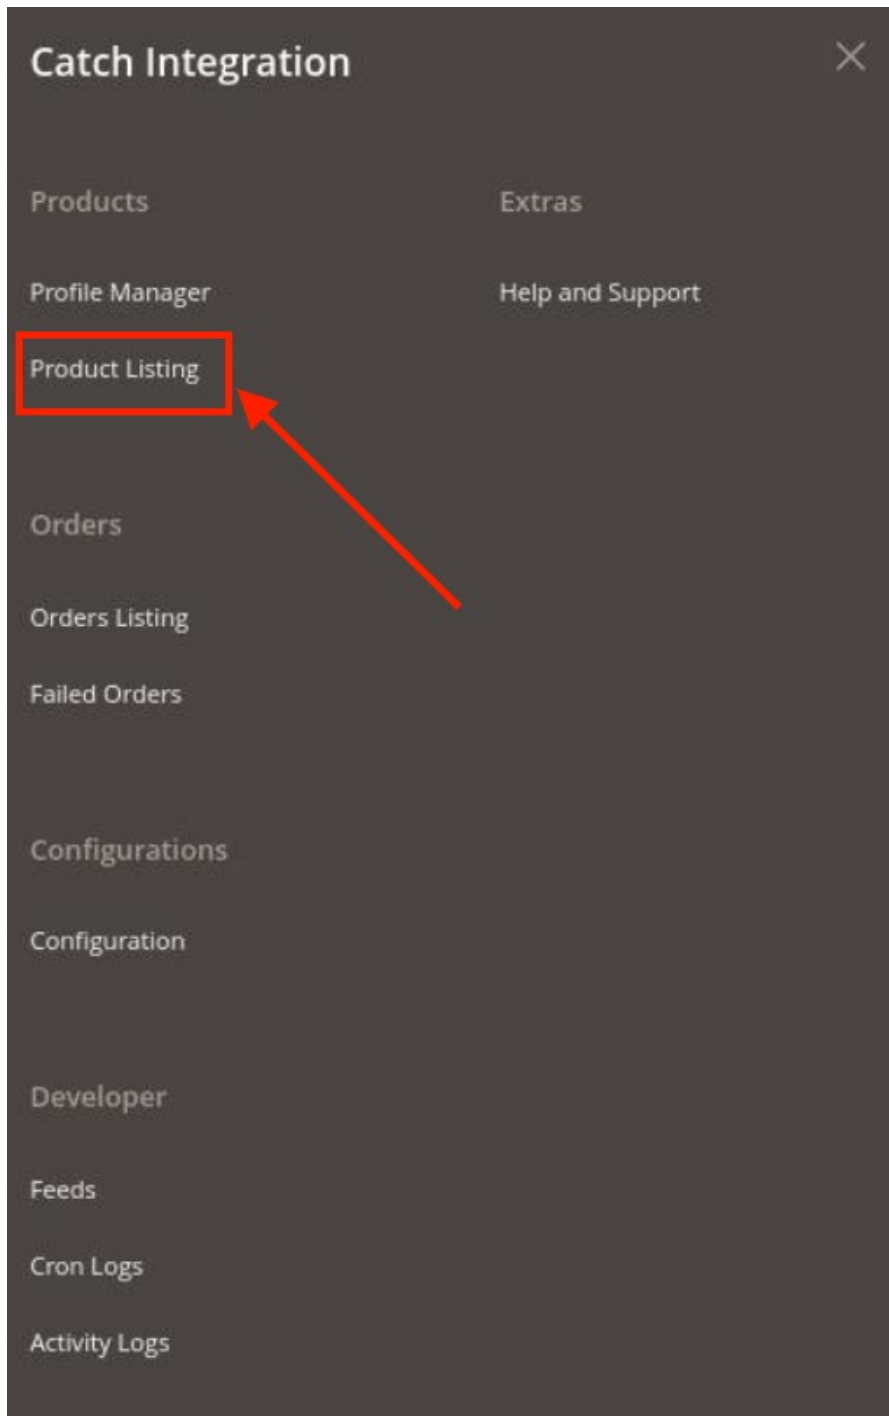 Catch Integration
Products
Profile Manager
Product Listing
Extras
Help and Support
Orders
Orders Listing
Failed Orders
Configurations
Configuration
Developer
Feeds
Cron Logs
Activity Logs